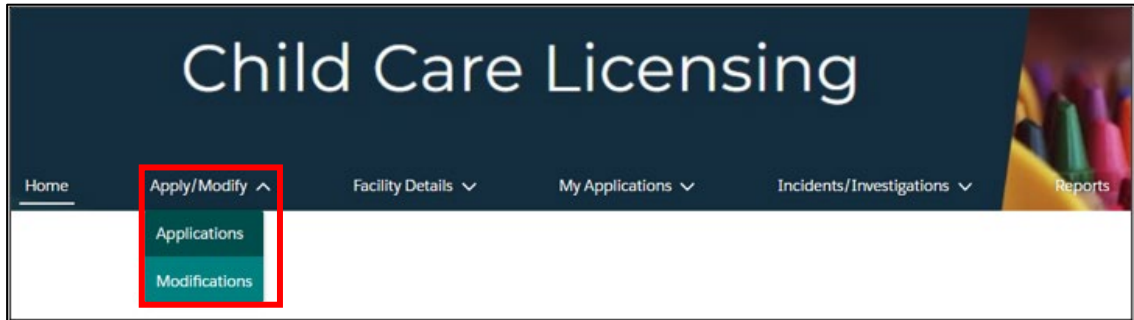 Child Care Licensing
Home Apply/Modify Facility Details My Applications Incidents/Investigations Reports
Applications
Modifications